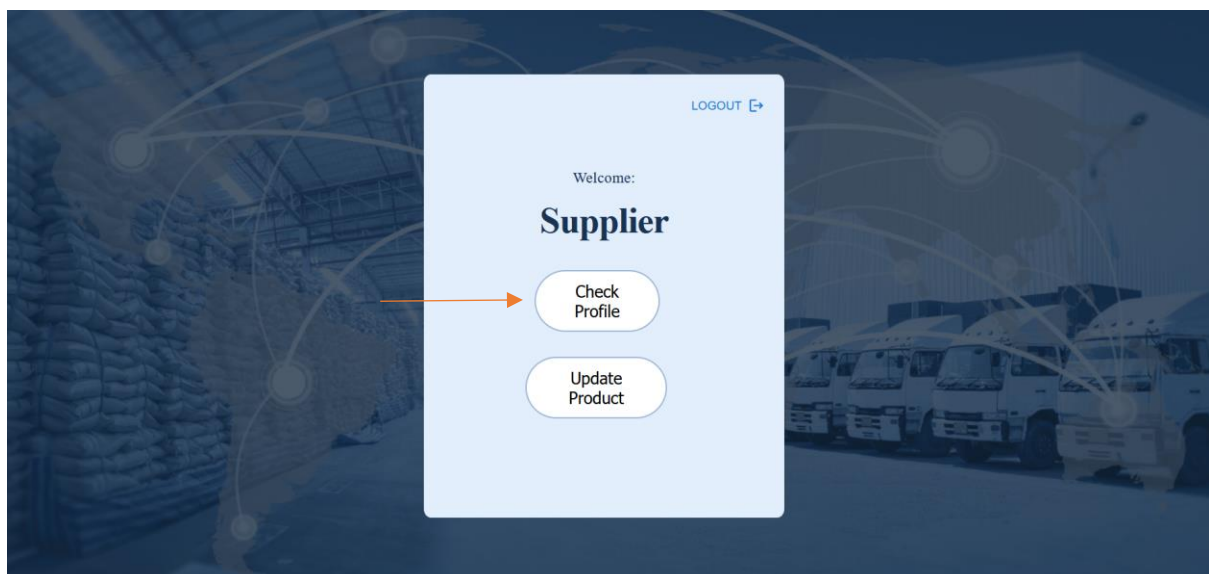 LOGOUT
Welcome:
Supplier
Check
Profile
Update
Product